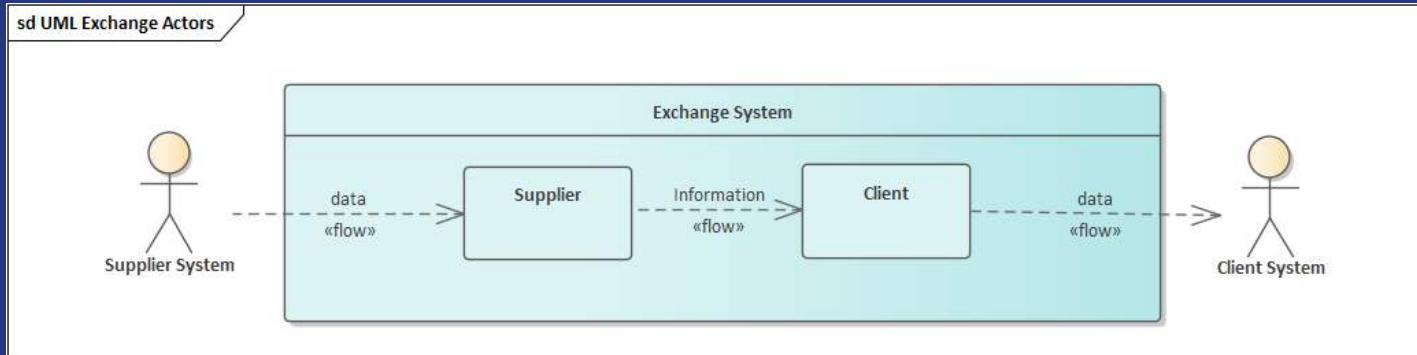 sd UML Exchange Actors
Exchange System
Supplier System
data
«flow»
Supplier
Information
«flow»
Client
data
«flow»
Client System